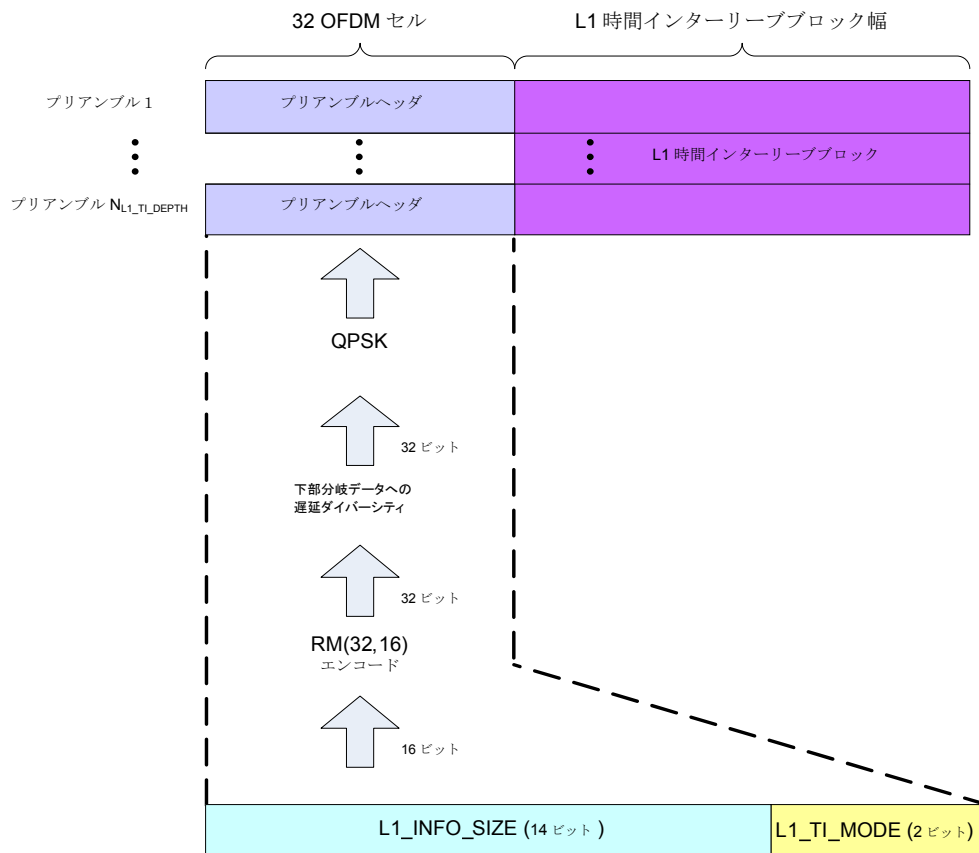 32 OFDM セル
L1 時間インターリーブブロック幅
プリアンブル 1
プリアンブルヘッダ
L1 時間インターリーブブロック
プリアンブル NL1_TI_DEPTH
プリアンブルヘッダ
QPSK
32 ビット
下部分岐データへの
遅延ダイバーシティ
32 ビット
RM(32,16)
エンコード
16 ビット
L1_INFO_SIZE (14 ビット )
L1_TI_MODE (2 ビット)